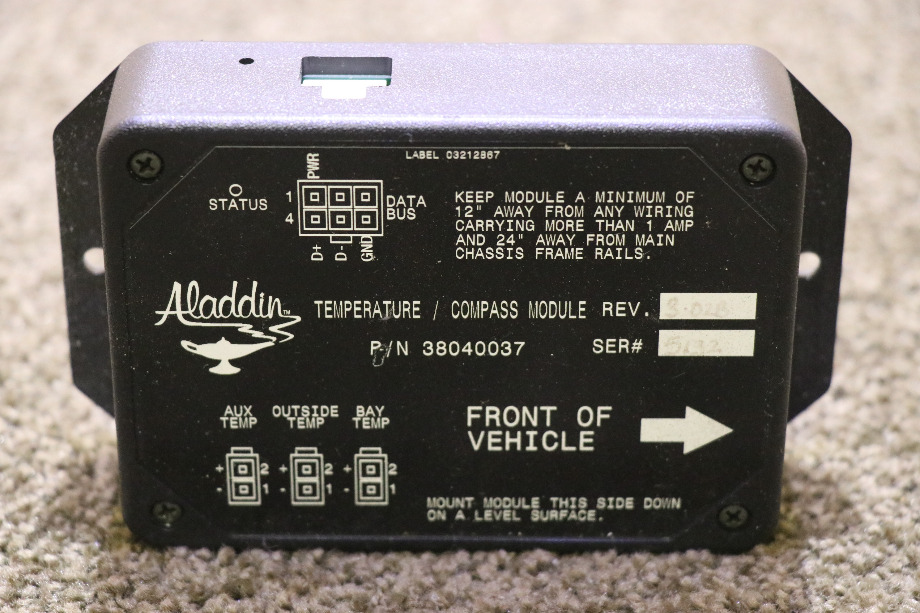 LABEL 03212867
PWR
STATUS
1
4
DATA
BUS
D+
D-
GND
KEEP MODULE A MINIMUM OF
12" AWAY FROM ANY WIRING
CARRYING MORE THAN 1 AMP
AND 24" AWAY FROM MAIN
CHASSIS FRAME RAILS.
Aladdin™
TEMPERATURE / COMPASS MODULE REV.
P/N 38040037
SER#
AUX
TEMP
OUTSIDE
TEMP
BAY
TEMP
+ 2
- 1
+ 2
- 1
+ 2
- 1
FRONT OF
VEHICLE
MOUNT MODULE THIS SIDE DOWN
ON A LEVEL SURFACE.